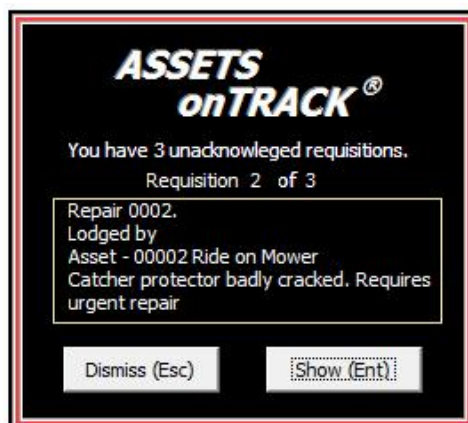 ASSETS
onTRACK ®
You have 3 unacknowleged requisitions.
Requisition 2 of 3
Repair 0002.
Lodged by
Asset - 00002 Ride on Mower
Catcher protector badly cracked. Requires
urgent repair
Dismiss (Esc) Show (Ent)